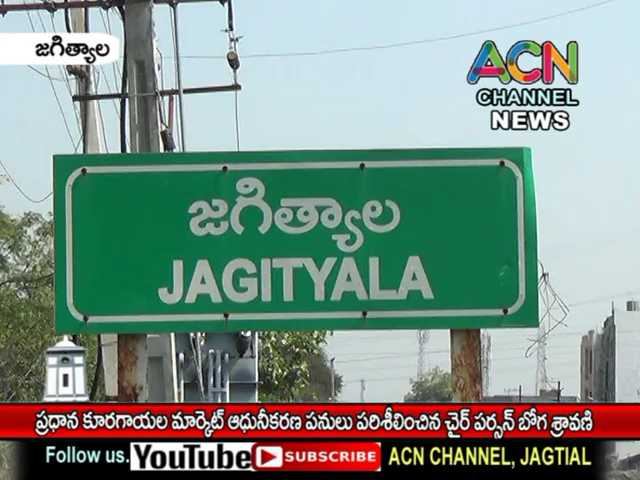 జగిత్యాల
ACN
CHANNEL
NEWS
జగిత్యాల
JAGITYALA
ప్రధాన కూరగాయల మార్కెట్ ఆధునీకరణ పనులు పరిశీలించిన చైర్ పర్సన్ బోగ శ్రావణి
Follow us. YouTube SUBSCRIBE ACN CHANNEL, JAGTIAL